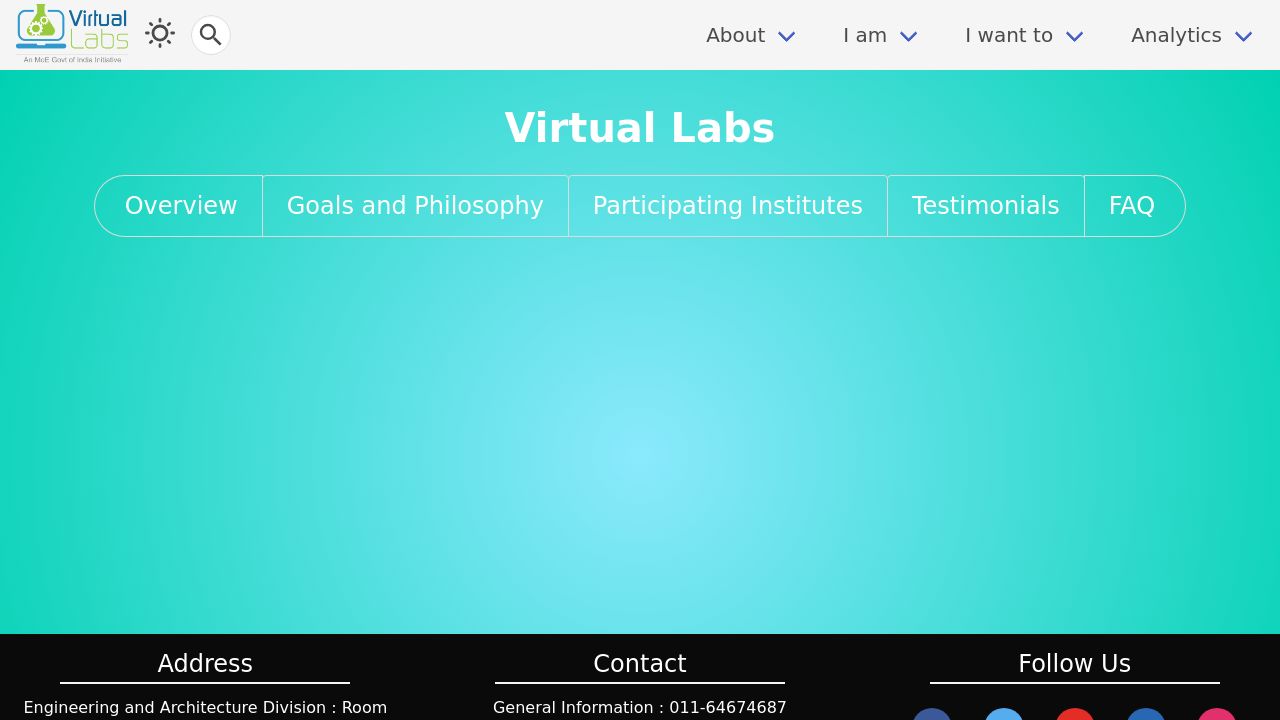 Virtual
Labs
An MoE Govt of India Initiative
About
I am
I want to
Analytics
Virtual Labs
Overview
Goals and Philosophy
Participating Institutes
Testimonials
FAQ
Address
Contact
Follow Us
Engineering and Architecture Division : Room
General Information : 011-64674687